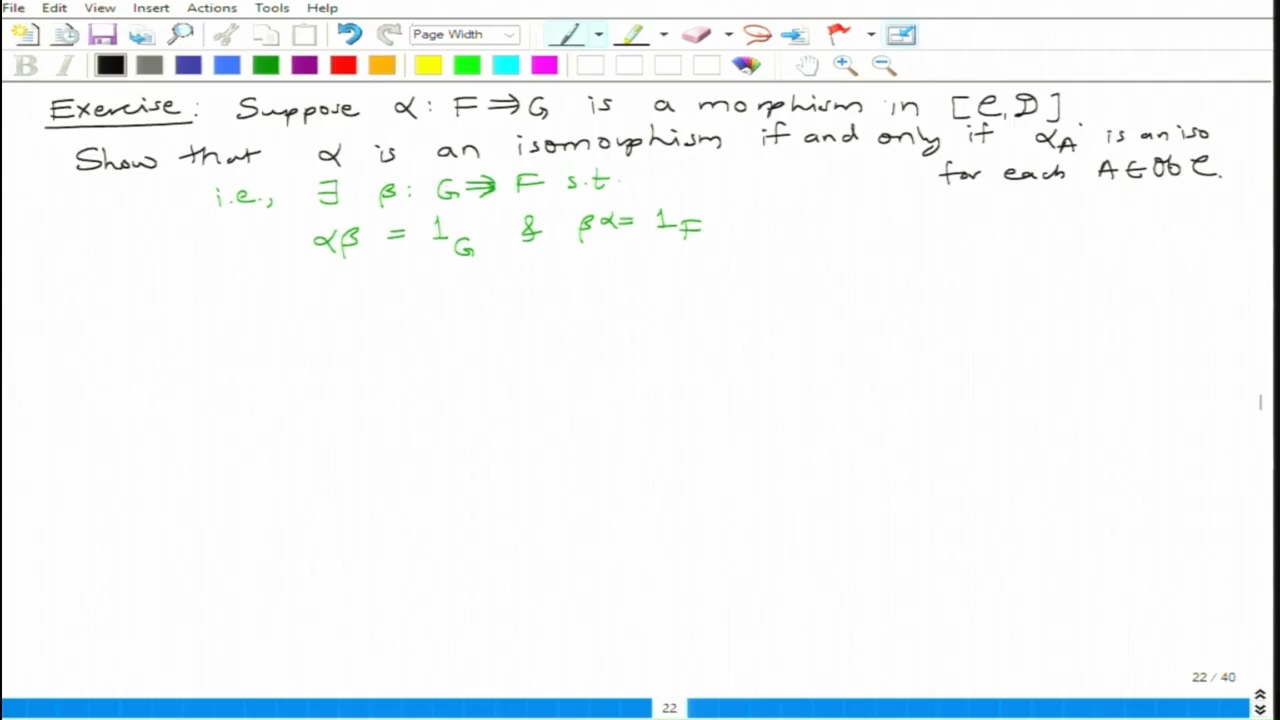 File Edit View Insert Actions Tools Help
Page Width
B I
Exercise: Suppose α: F ⇒ G is a morphism in [C, D]
Show that α is an isomorphism if and only if α_A is an iso
for each A ∈ Ob C.
i.e., ∃ β: G ⇒ F s.t.
αβ = 1_G & βα = 1_F
22 / 40
22